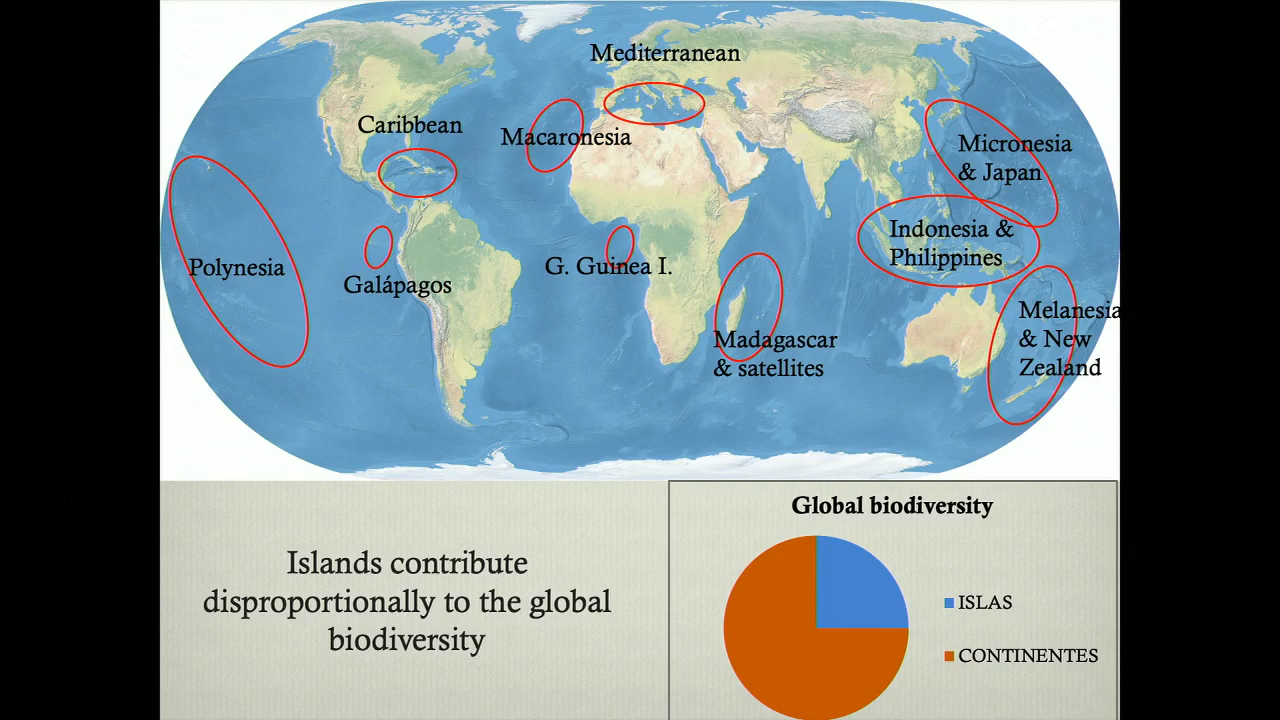 Mediterranean
Caribbean
Macaronesia
Micronesia
& Japan
Polynesia
Galápagos
G. Guinea I.
Indonesia &
Philippines
Madagascar
& satellites
Melanesia
& New
Zealand
Islands contribute
disproportionally to the global
biodiversity
Global biodiversity
ISLAS
CONTINENTES